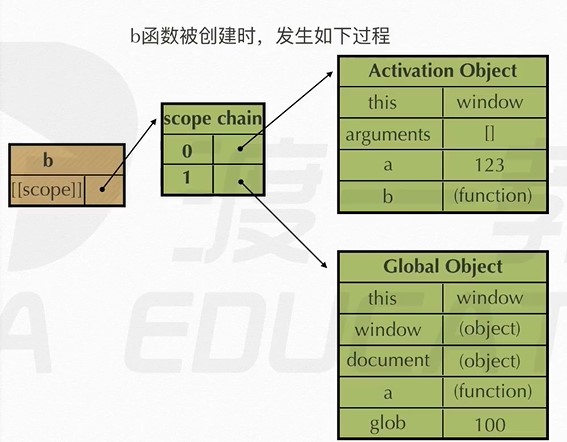 b函数被创建时，发生如下过程
b
[[scope]]
scope chain
0
1
Activation Object
this window
arguments []
a 123
b (function)
Global Object
this window
window (object)
document (object)
a (function)
glob 100
渡一
EDUCAT